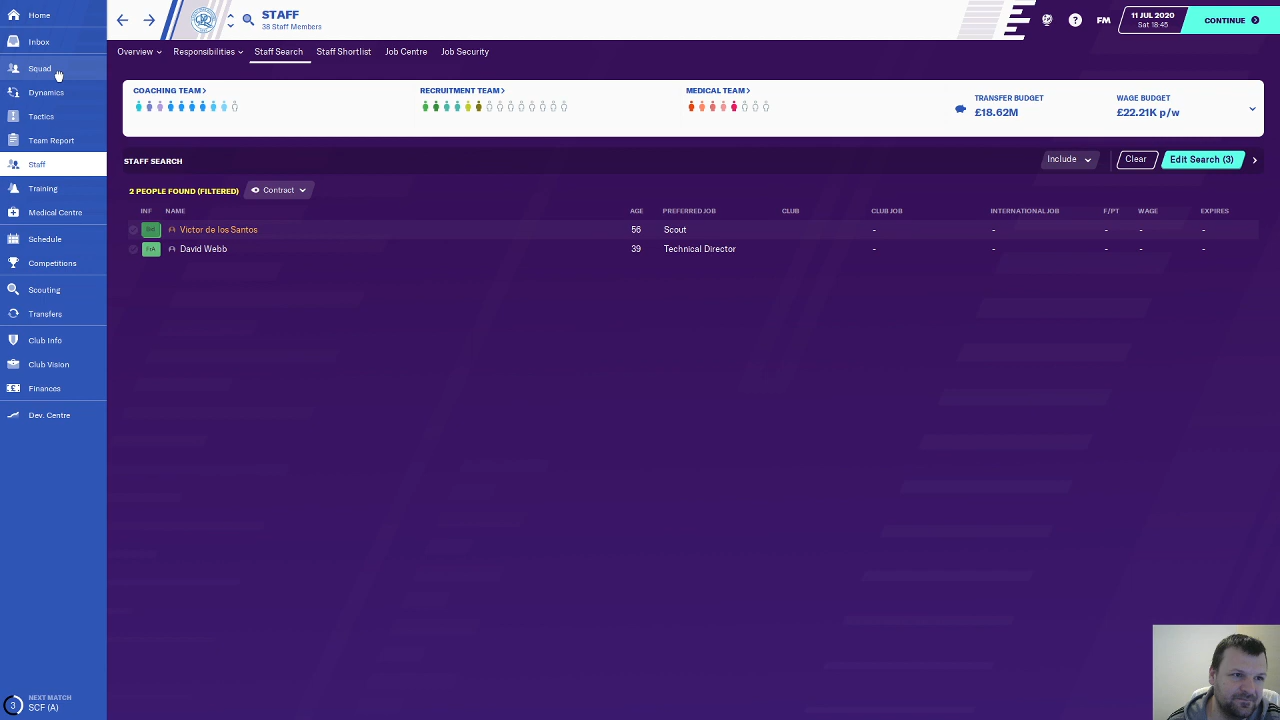 Home
Inbox
Squad
Dynamics
Tactics
Team Report
Staff
Training
Medical Centre
Schedule
Competitions
Scouting
Transfers
Club Info
Club Vision
Finances
Dev. Centre
3 NEXT MATCH
SCF (A)
STAFF
38 Staff Members
FM
11 JUL 2020
Sat 18:45
CONTINUE
Overview Responsibilities Staff Search Staff Shortlist Job Centre Job Security
COACHING TEAM
RECRUITMENT TEAM
MEDICAL TEAM
TRANSFER BUDGET
£18.62M
WAGE BUDGET
£22.21K p/w
STAFF SEARCH
Include Clear Edit Search (3)
2 PEOPLE FOUND (FILTERED) Contract
INF NAME AGE PREFERRED JOB CLUB CLUB JOB INTERNATIONAL JOB F/PT WAGE EXPIRES
Victor de los Santos 56 Scout - - - - -
FrA David Webb 39 Technical Director - - - - -